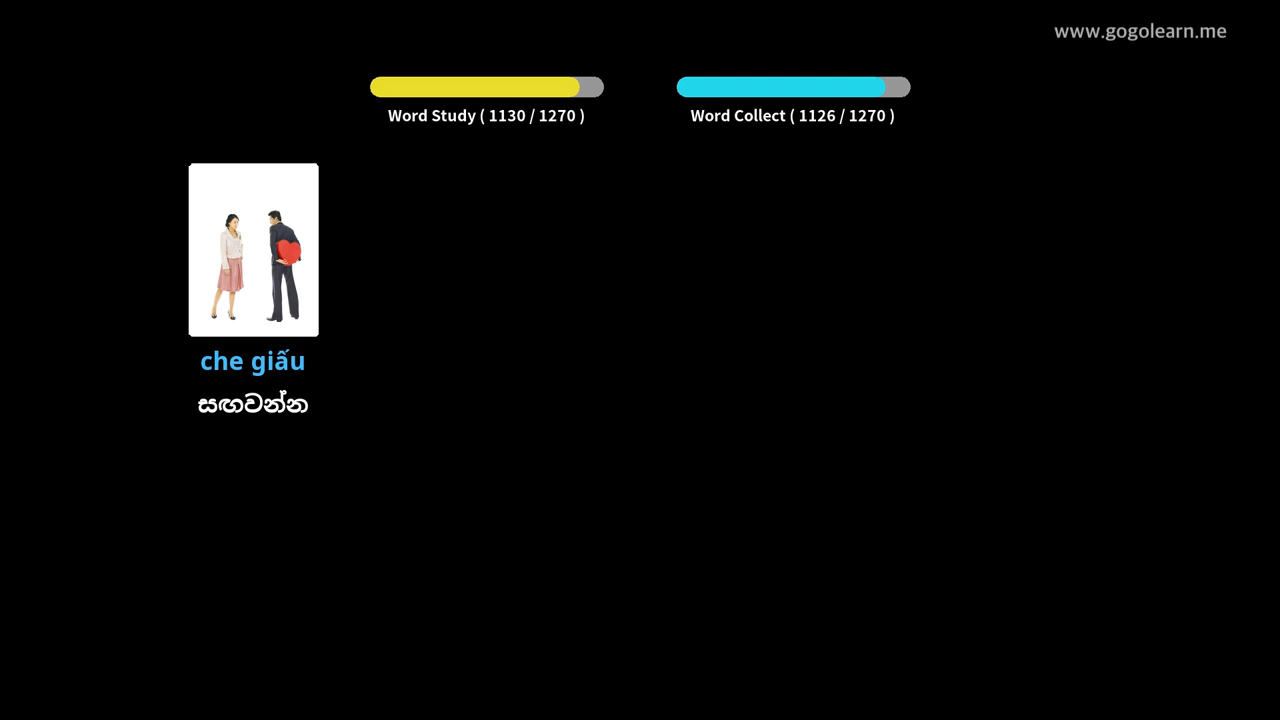 www.gogolearn.me
Word Study ( 1130 / 1270 )
Word Collect ( 1126 / 1270 )
che giấu
සඟවන්න